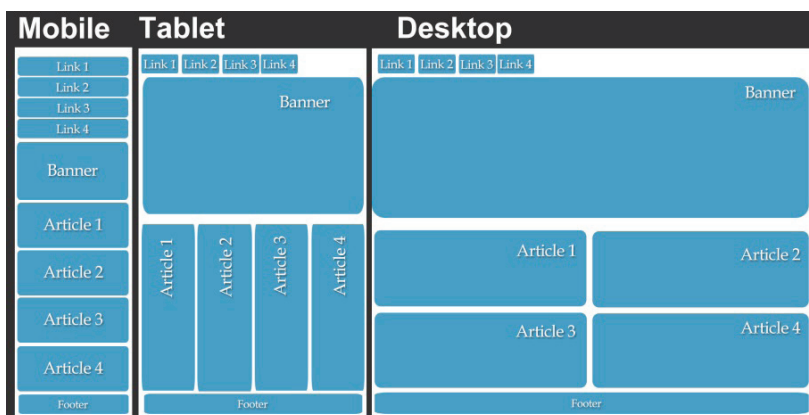 Mobile
Link 1
Link 2
Link 3
Link 4
Banner
Article 1
Article 2
Article 3
Article 4
Footer
Tablet
Link 1 Link 2 Link 3 Link 4
Banner
Article 1
Article 2
Article 3
Article 4
Footer
Desktop
Link 1 Link 2 Link 3 Link 4
Banner
Article 1
Article 2
Article 3
Article 4
Footer